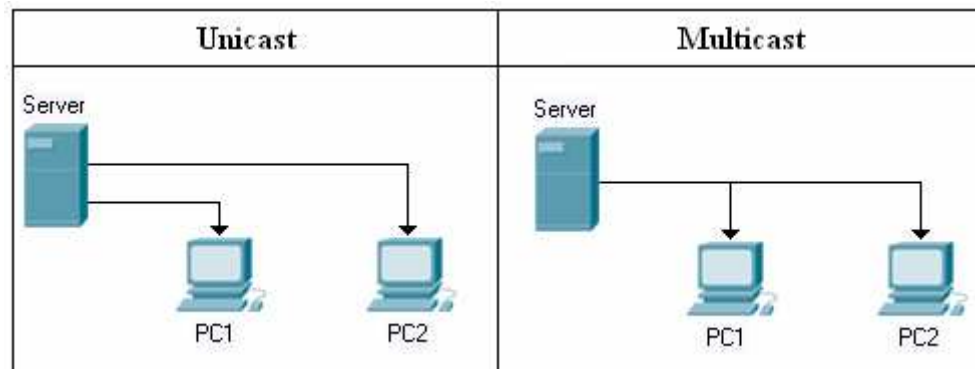 Unicast
Multicast
Server
PC1
PC2
Server
PC1
PC2